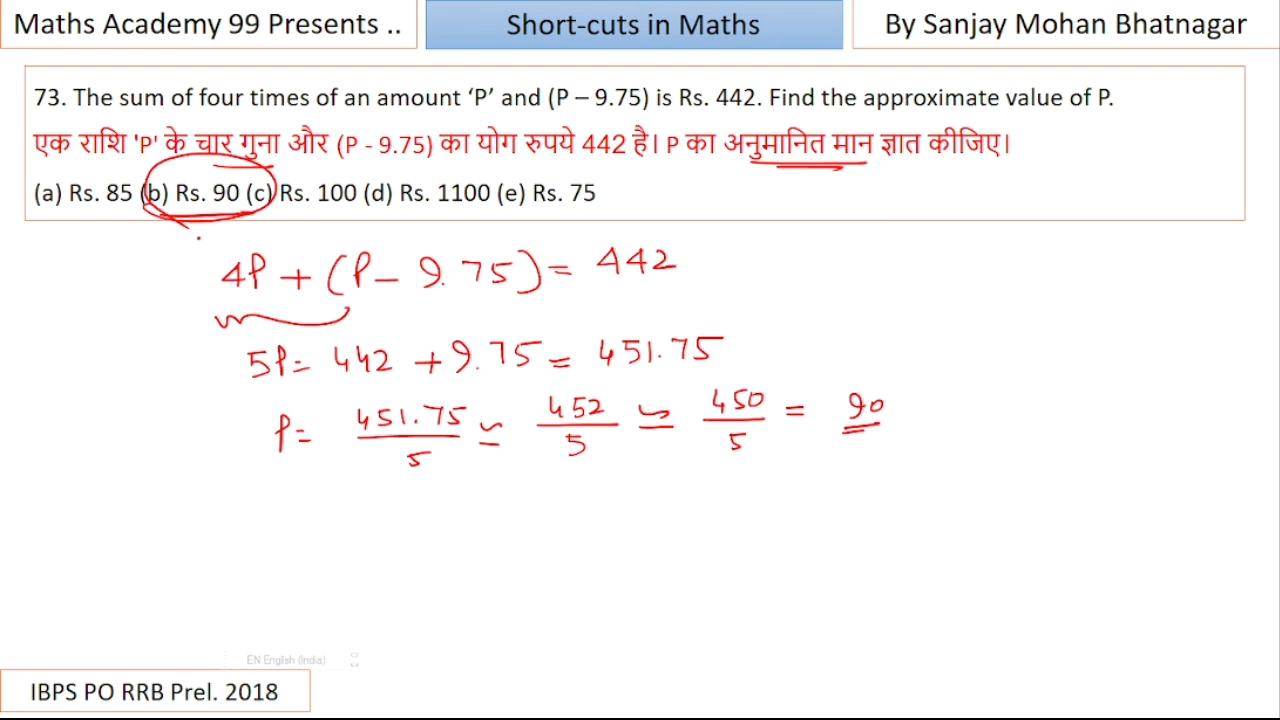 Maths Academy 99 Presents ..
Short-cuts in Maths
By Sanjay Mohan Bhatnagar
73. The sum of four times of an amount ‘P’ and (P – 9.75) is Rs. 442. Find the approximate value of P.
एक राशि 'P' के चार गुना और (P - 9.75) का योग रुपये 442 है। P का अनुमानित मान ज्ञात कीजिए।
(a) Rs. 85 (b) Rs. 90 (c) Rs. 100 (d) Rs. 1100 (e) Rs. 75
4P + (P - 9.75) = 442
5P = 442 + 9.75 = 451.75
P = 451.75/5 ≃ 452/5 ≃ 450/5 = 90
EN English (India)
IBPS PO RRB Prel. 2018